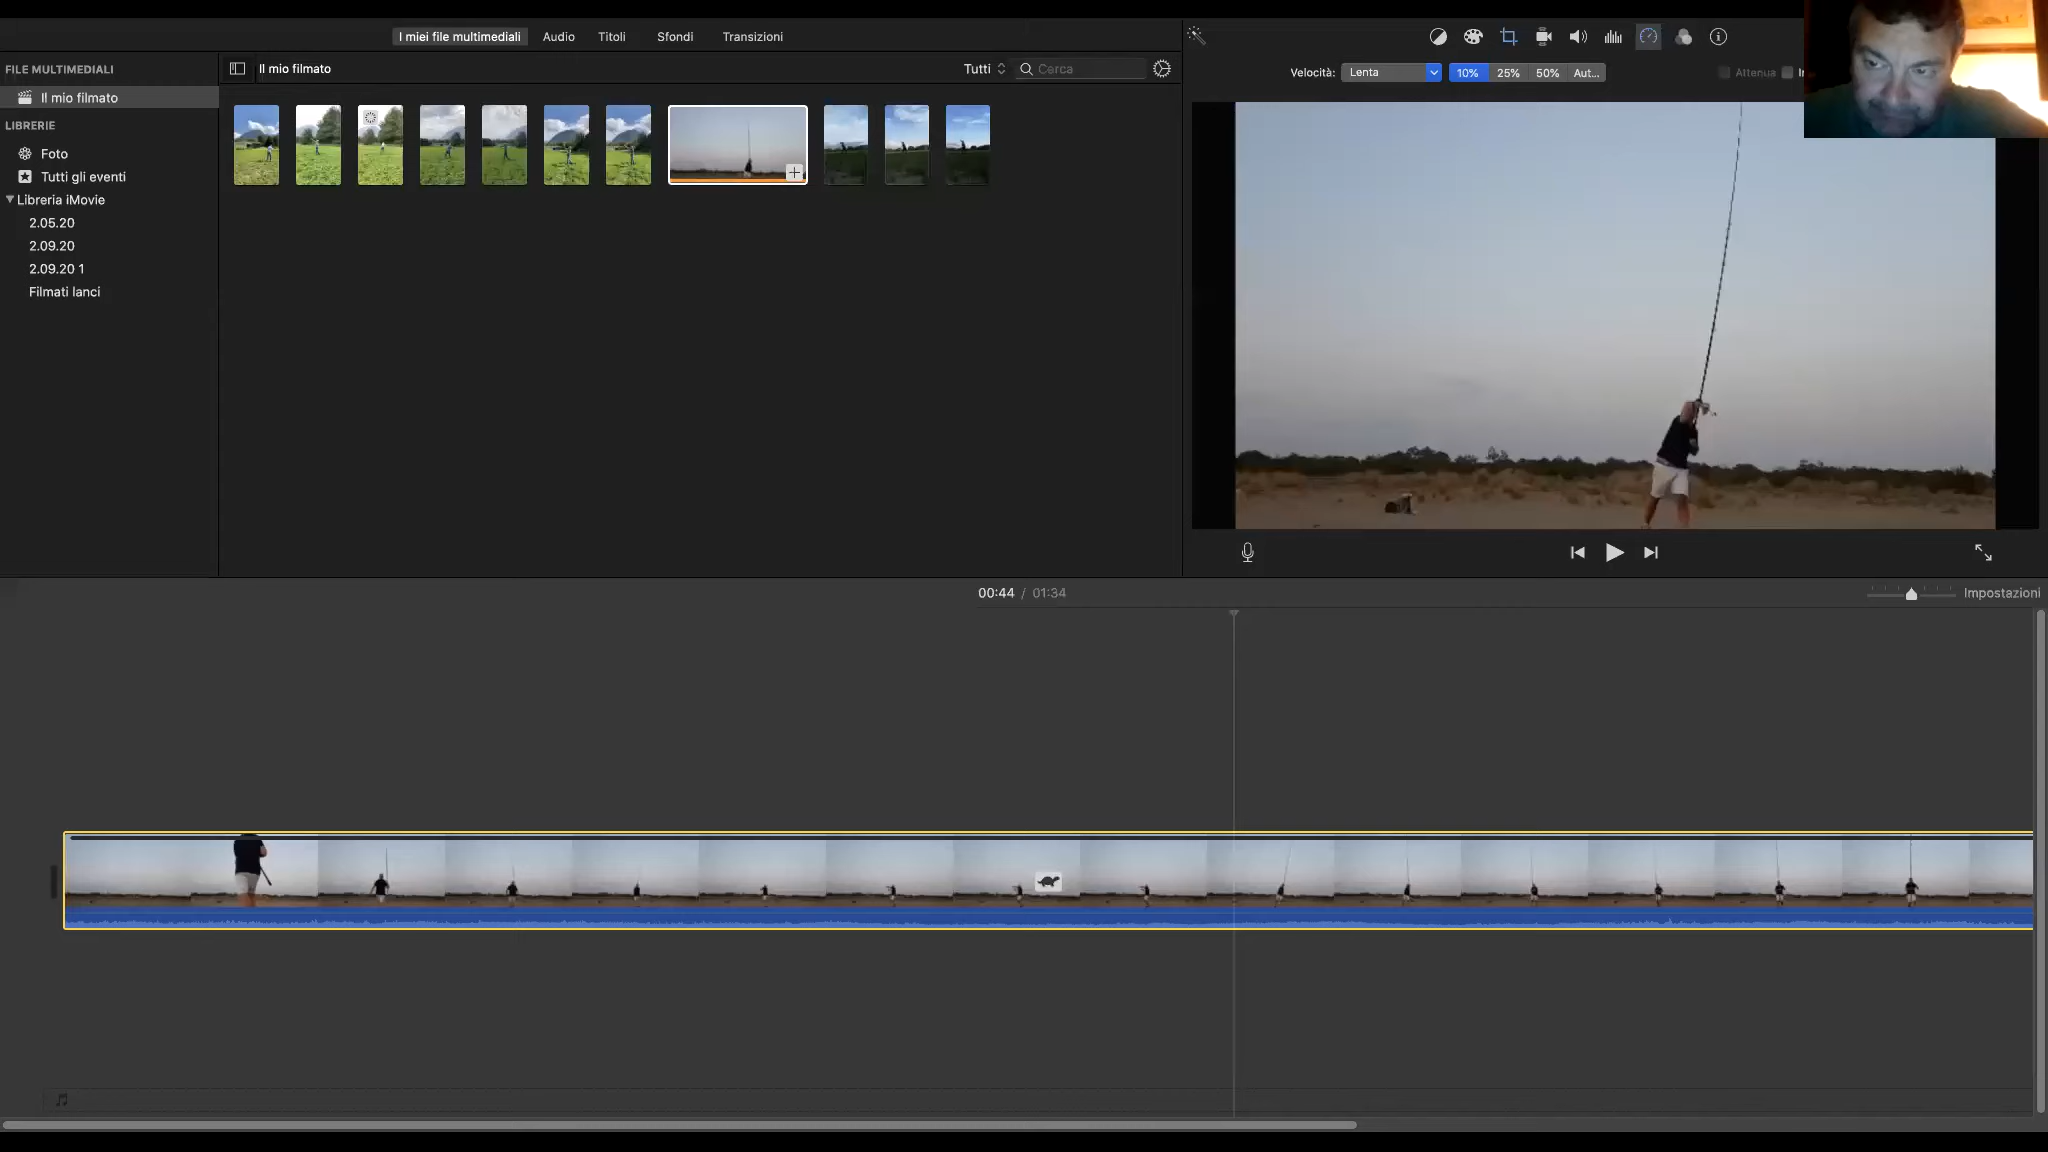 I miei file multimediali Audio Titoli Sfondi Transizioni
FILE MULTIMEDIALI
Il mio filmato
Tutti
Cerca
Velocità:
Lenta
10% 25% 50% Aut...
Attenua
Il mio filmato
LIBRERIE
Foto
Tutti gli eventi
Libreria iMovie
2.05.20
2.09.20
2.09.20 1
Filmati lanci
00:44 / 01:34
Impostazioni